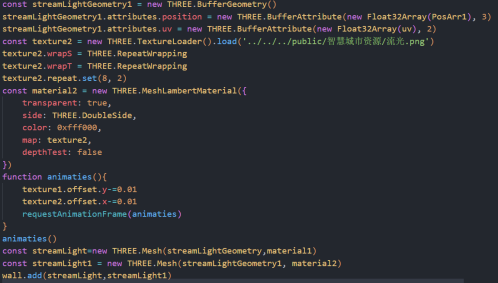 const streamLightGeometry1 = new THREE.BufferGeometry()
streamLightGeometry1.attributes.position = new THREE.BufferAttribute(new Float32Array(PosArr1), 3)
streamLightGeometry1.attributes.uv = new THREE.BufferAttribute(new Float32Array(uv), 2)
const texture2 = new THREE.TextureLoader().load('../../../public/智慧城市资源/流光.png')
texture2.wrapS = THREE.RepeatWrapping
texture2.wrapT = THREE.RepeatWrapping
texture2.repeat.set(8, 2)
const material2 = new THREE.MeshLambertMaterial({
    transparent: true,
    side: THREE.DoubleSide,
    color: 0xfff000,
    map: texture2,
    depthTest: false
})
function animaties(){
    texture1.offset.y-=0.01
    texture2.offset.x-=0.01
    requestAnimationFrame(animaties)
}
animaties()
const streamLight=new THREE.Mesh(streamLightGeometry,material1)
const streamLight1 = new THREE.Mesh(streamLightGeometry1, material2)
wall.add(streamLight,streamLight1)